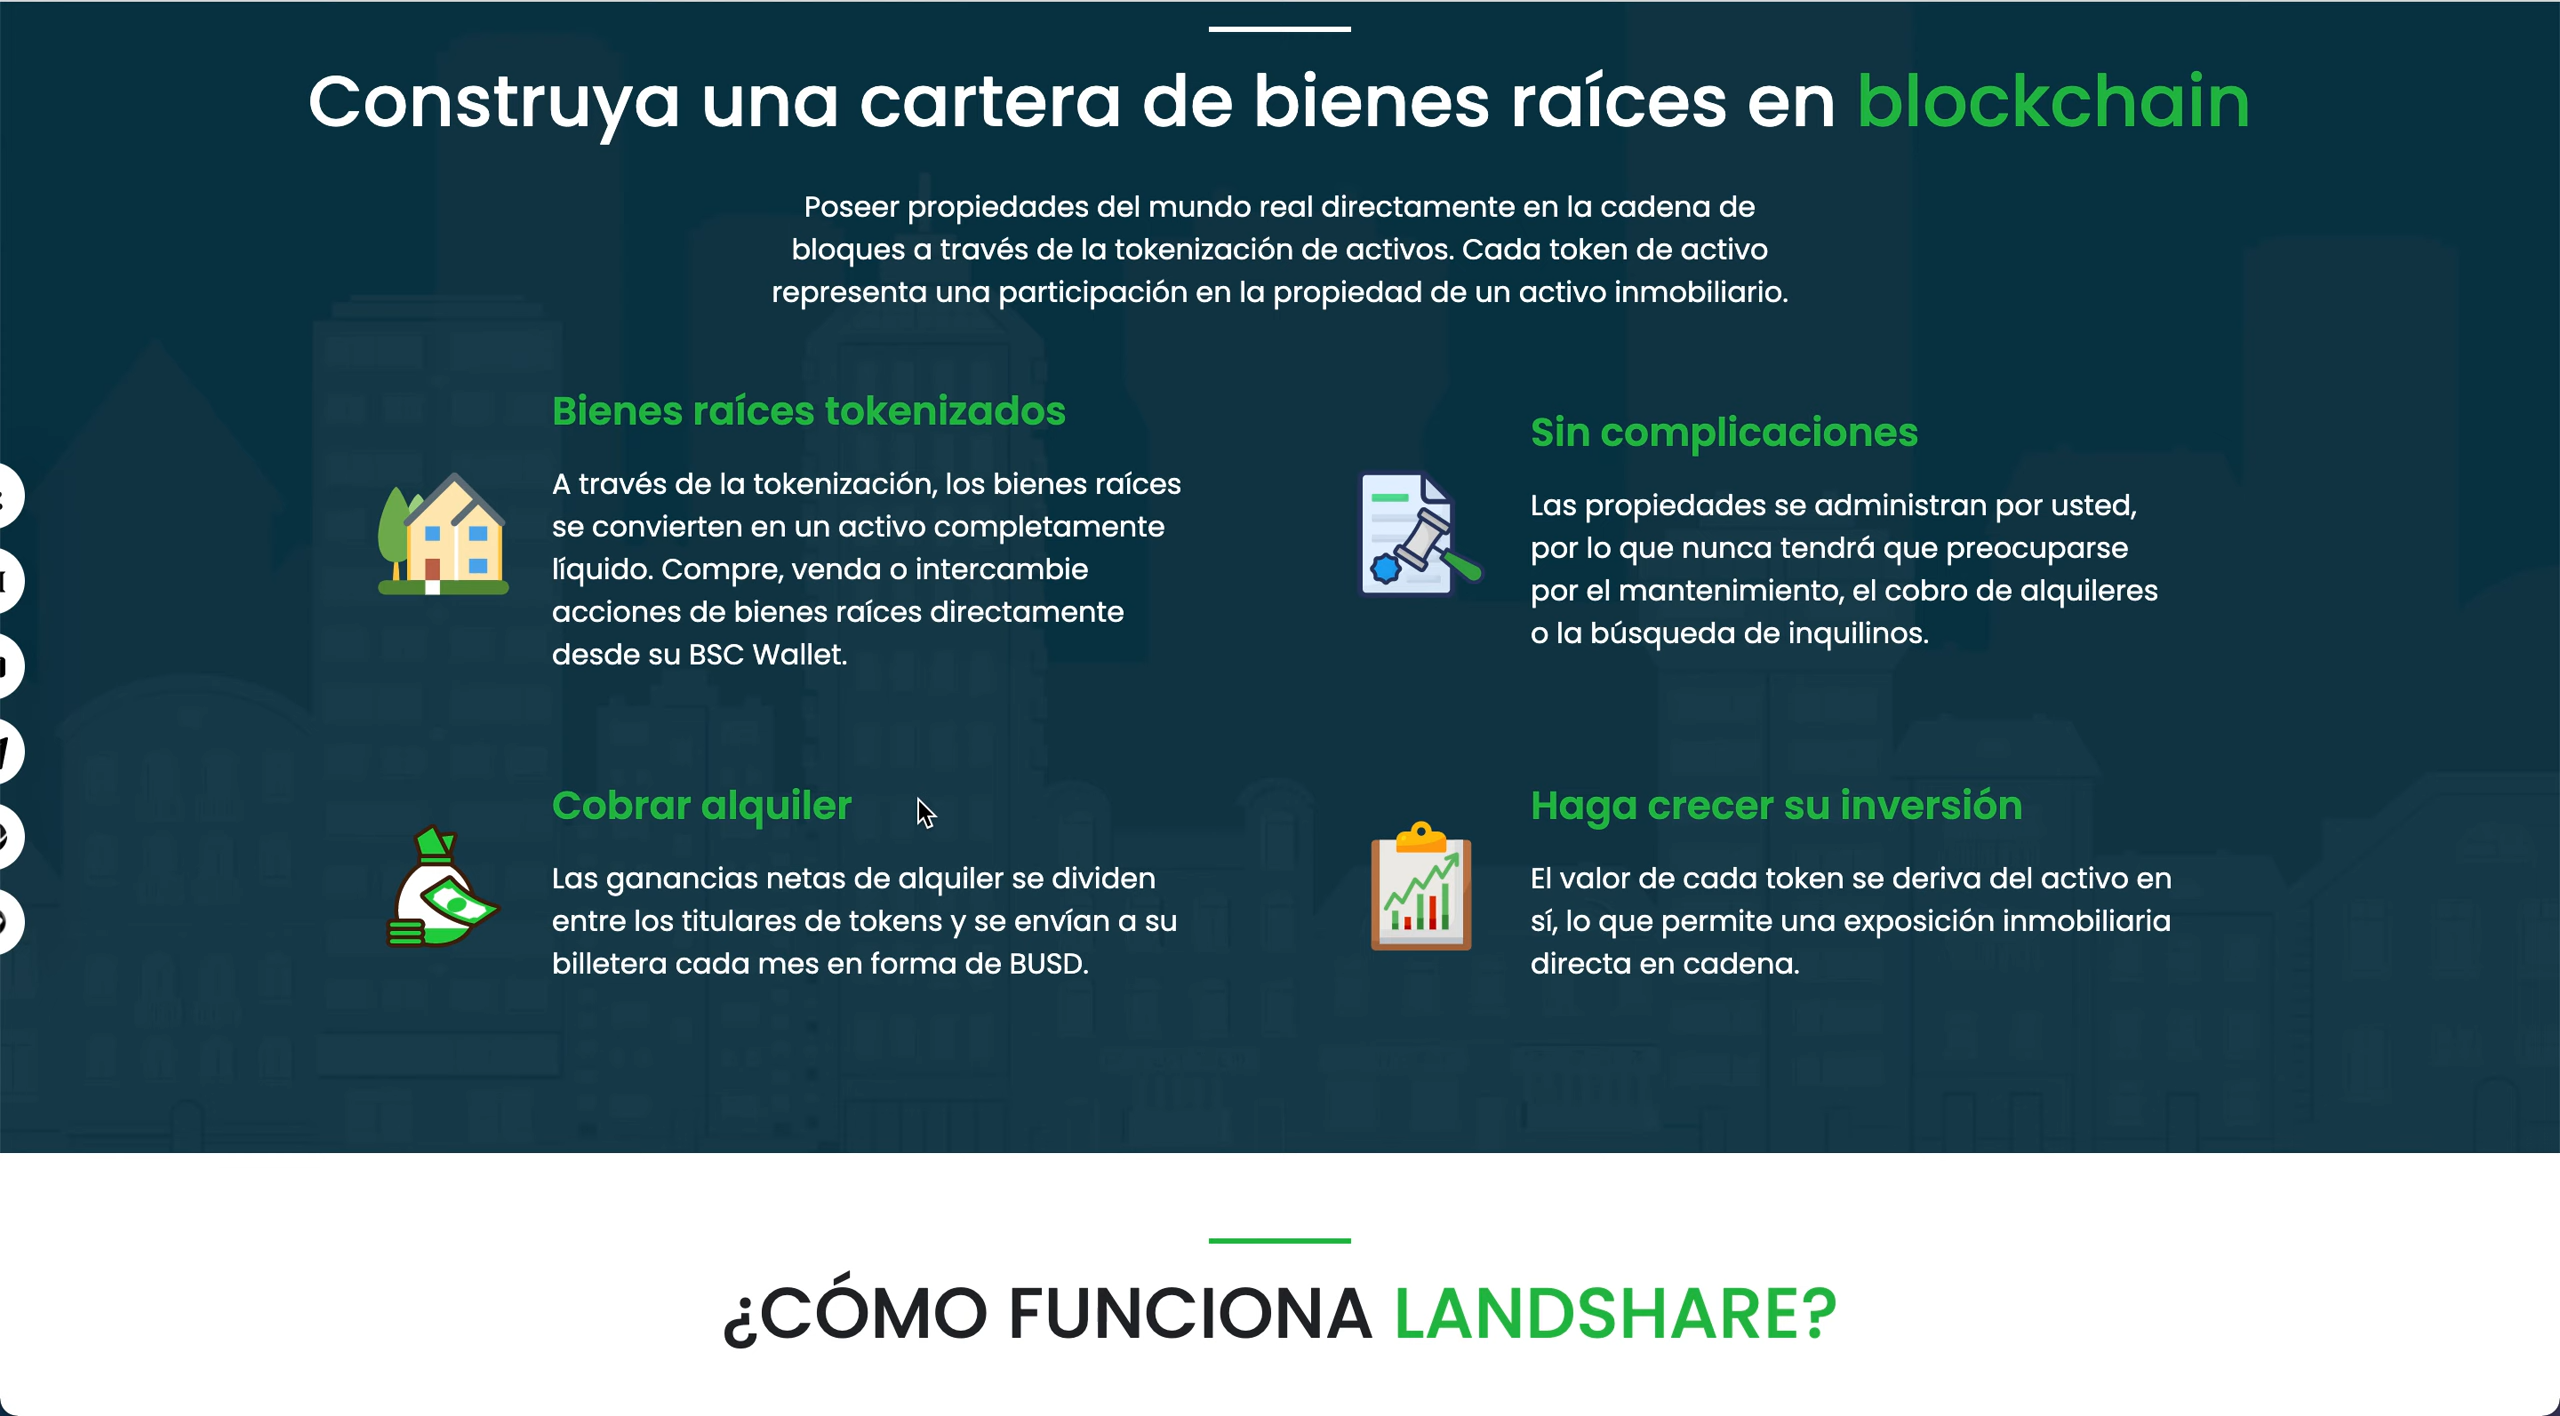 Construya una cartera de bienes raíces en blockchain
Poseer propiedades del mundo real directamente en la cadena de
bloques a través de la tokenización de activos. Cada token de activo
representa una participación en la propiedad de un activo inmobiliario.
Bienes raíces tokenizados
A través de la tokenización, los bienes raíces
se convierten en un activo completamente
líquido. Compre, venda o intercambie
acciones de bienes raíces directamente
desde su BSC Wallet.
Sin complicaciones
Las propiedades se administran por usted,
por lo que nunca tendrá que preocuparse
por el mantenimiento, el cobro de alquileres
o la búsqueda de inquilinos.
Cobrar alquiler
Las ganancias netas de alquiler se dividen
entre los titulares de tokens y se envían a su
billetera cada mes en forma de BUSD.
Haga crecer su inversión
El valor de cada token se deriva del activo en
sí, lo que permite una exposición inmobiliaria
directa en cadena.
¿CÓMO FUNCIONA LANDSHARE?